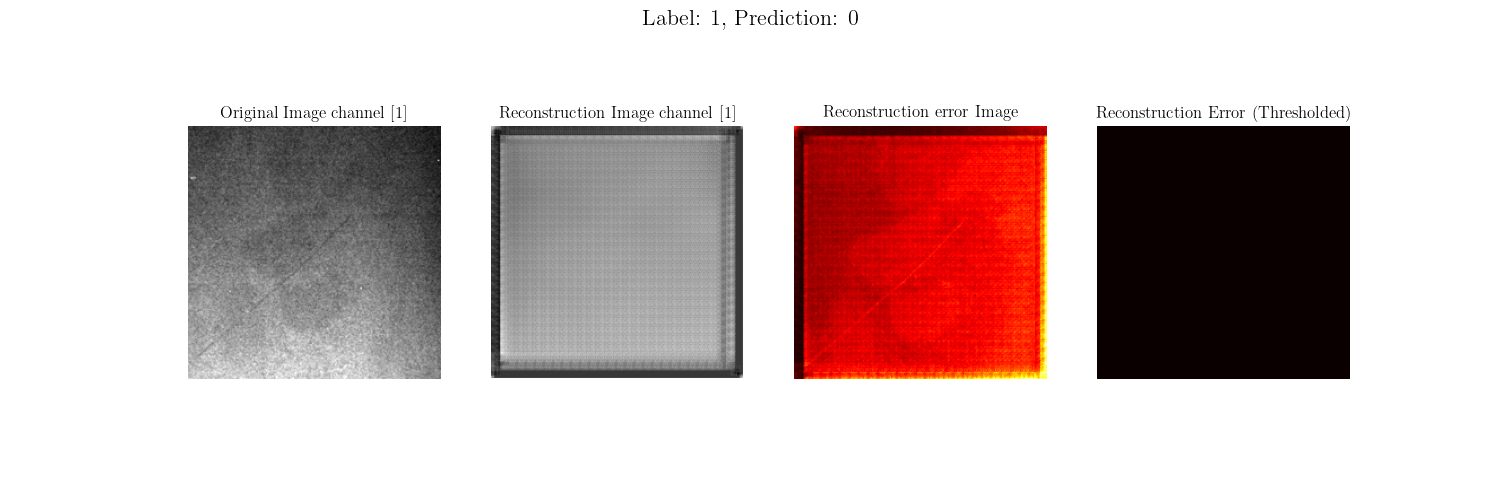 Label: 1, Prediction: 0
Original Image channel [1]
Reconstruction Image channel [1]
Reconstruction error Image
Reconstruction Error (Thresholded)